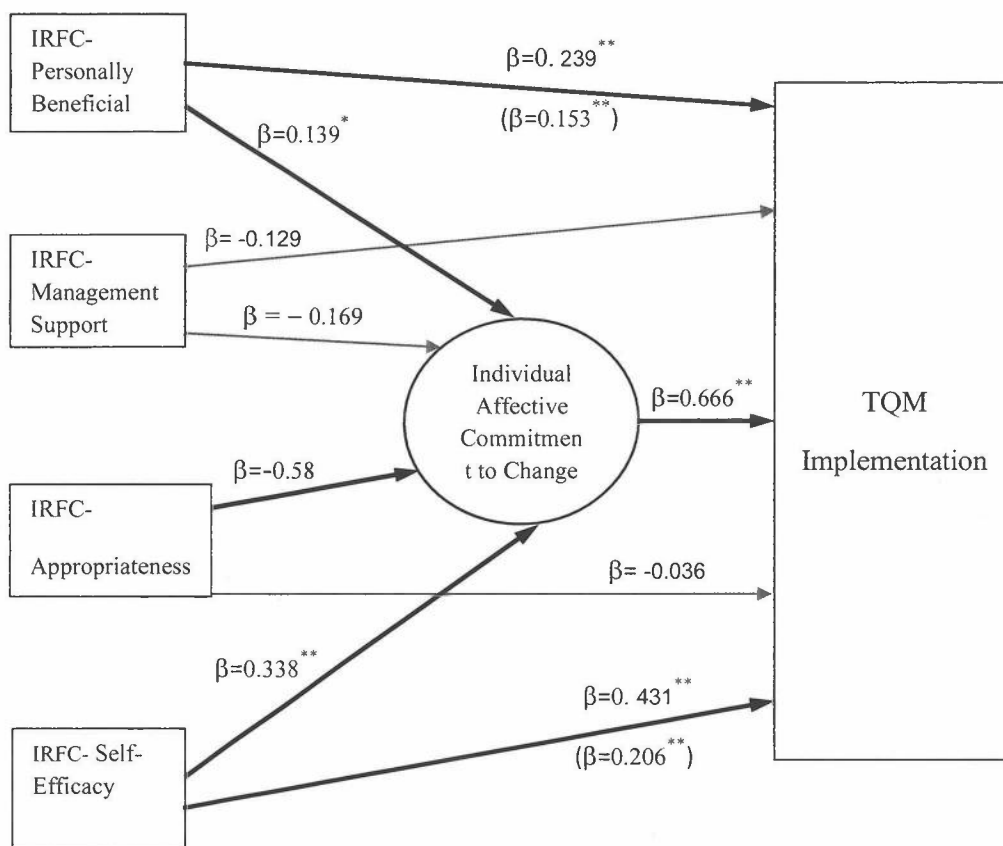 IRFC-
Personally
Beneficial
β=0. 239**
(β=0.153**)
β=0.139*
IRFC-
Management
Support
β= -0.129
β = – 0.169
Individual
Affective
Commitmen
t to Change
β=0.666**
TQM
Implementation
IRFC-
Appropriateness
β=-0.58
β= -0.036
β=0.338**
IRFC- Self-
Efficacy
β=0. 431**
(β=0.206**)